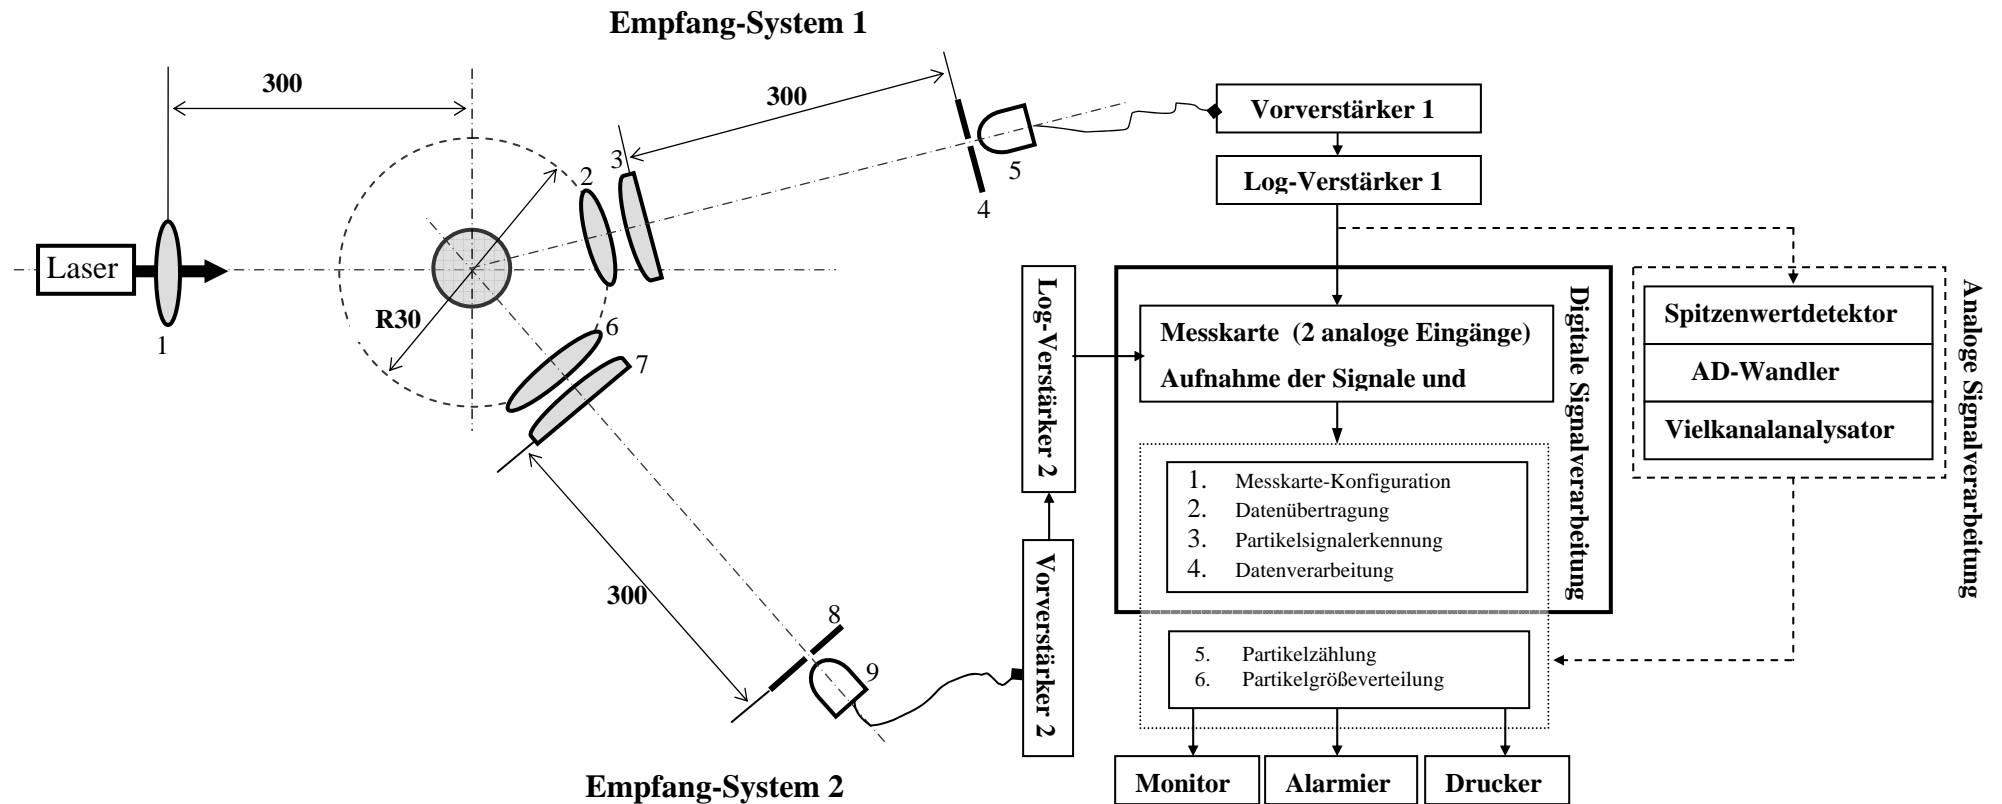 Empfang-System 1
300
300
Laser
1
R30
2
3
4
5
6
7
300
8
9
Empfang-System 2
Vorverstärker 1
Log-Verstärker 1
Log-Verstärker 2
Vorverstärker 2
Messkarte (2 analoge Eingänge)
Aufnahme der Signale und
Digitale Signalverarbeitung
1. Messkarte-Konfiguration
2. Datenübertragung
3. Partikelsignalerkennung
4. Datenverarbeitung
5. Partikelzählung
6. Partikelgrößeverteilung
Monitor
Alarmier
Drucker
Spitzenwertdetektor
AD-Wandler
Vielkanalanalysator
Analoge Signalverarbeitung